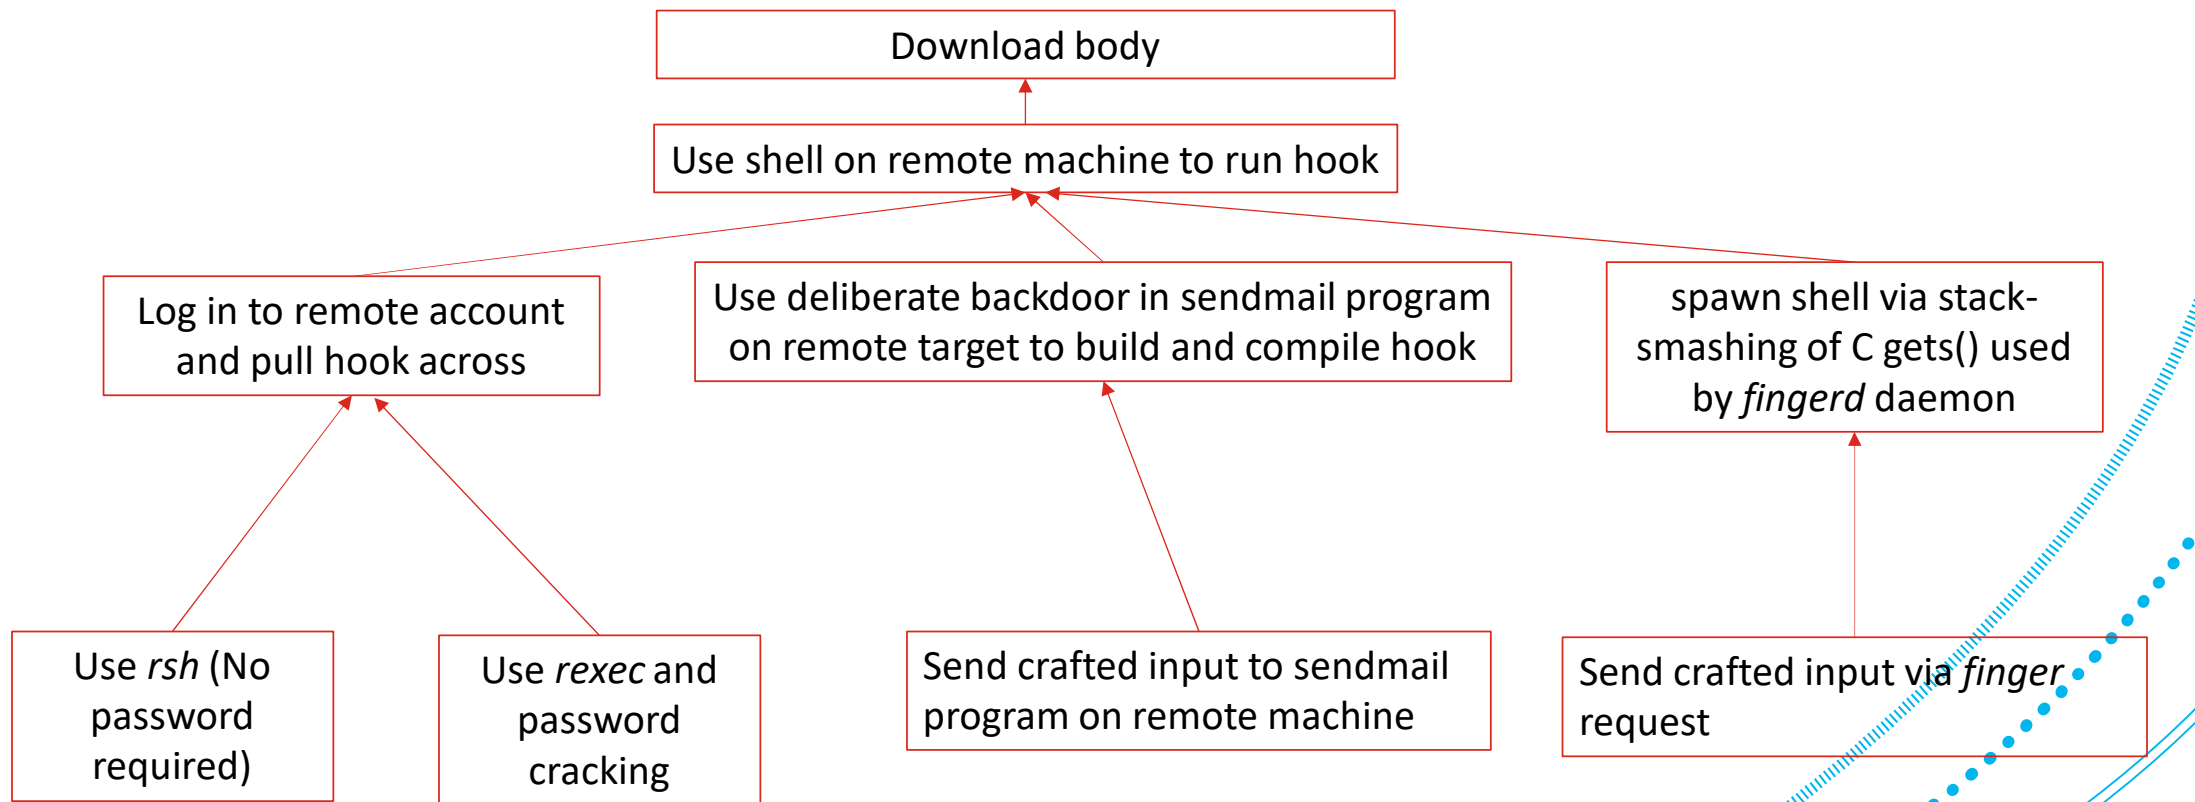 Download body
Use shell on remote machine to run hook
Log in to remote account
and pull hook across
Use deliberate backdoor in sendmail program
on remote target to build and compile hook
spawn shell via stack-
smashing of C gets() used
by fingerd daemon
Use rsh (No
password
required)
Use rexec and
password
cracking
Send crafted input to sendmail
program on remote machine
Send crafted input via finger
request